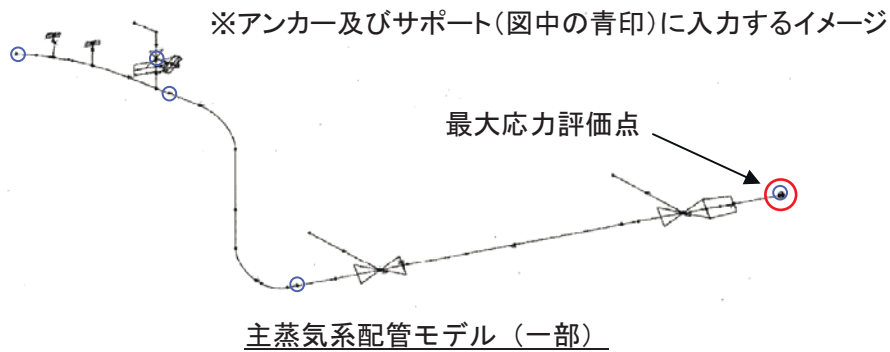 ※アンカー及びサポート(図中の青印)に入力するイメージ
最大応力評価点
主蒸気系配管モデル（一部）